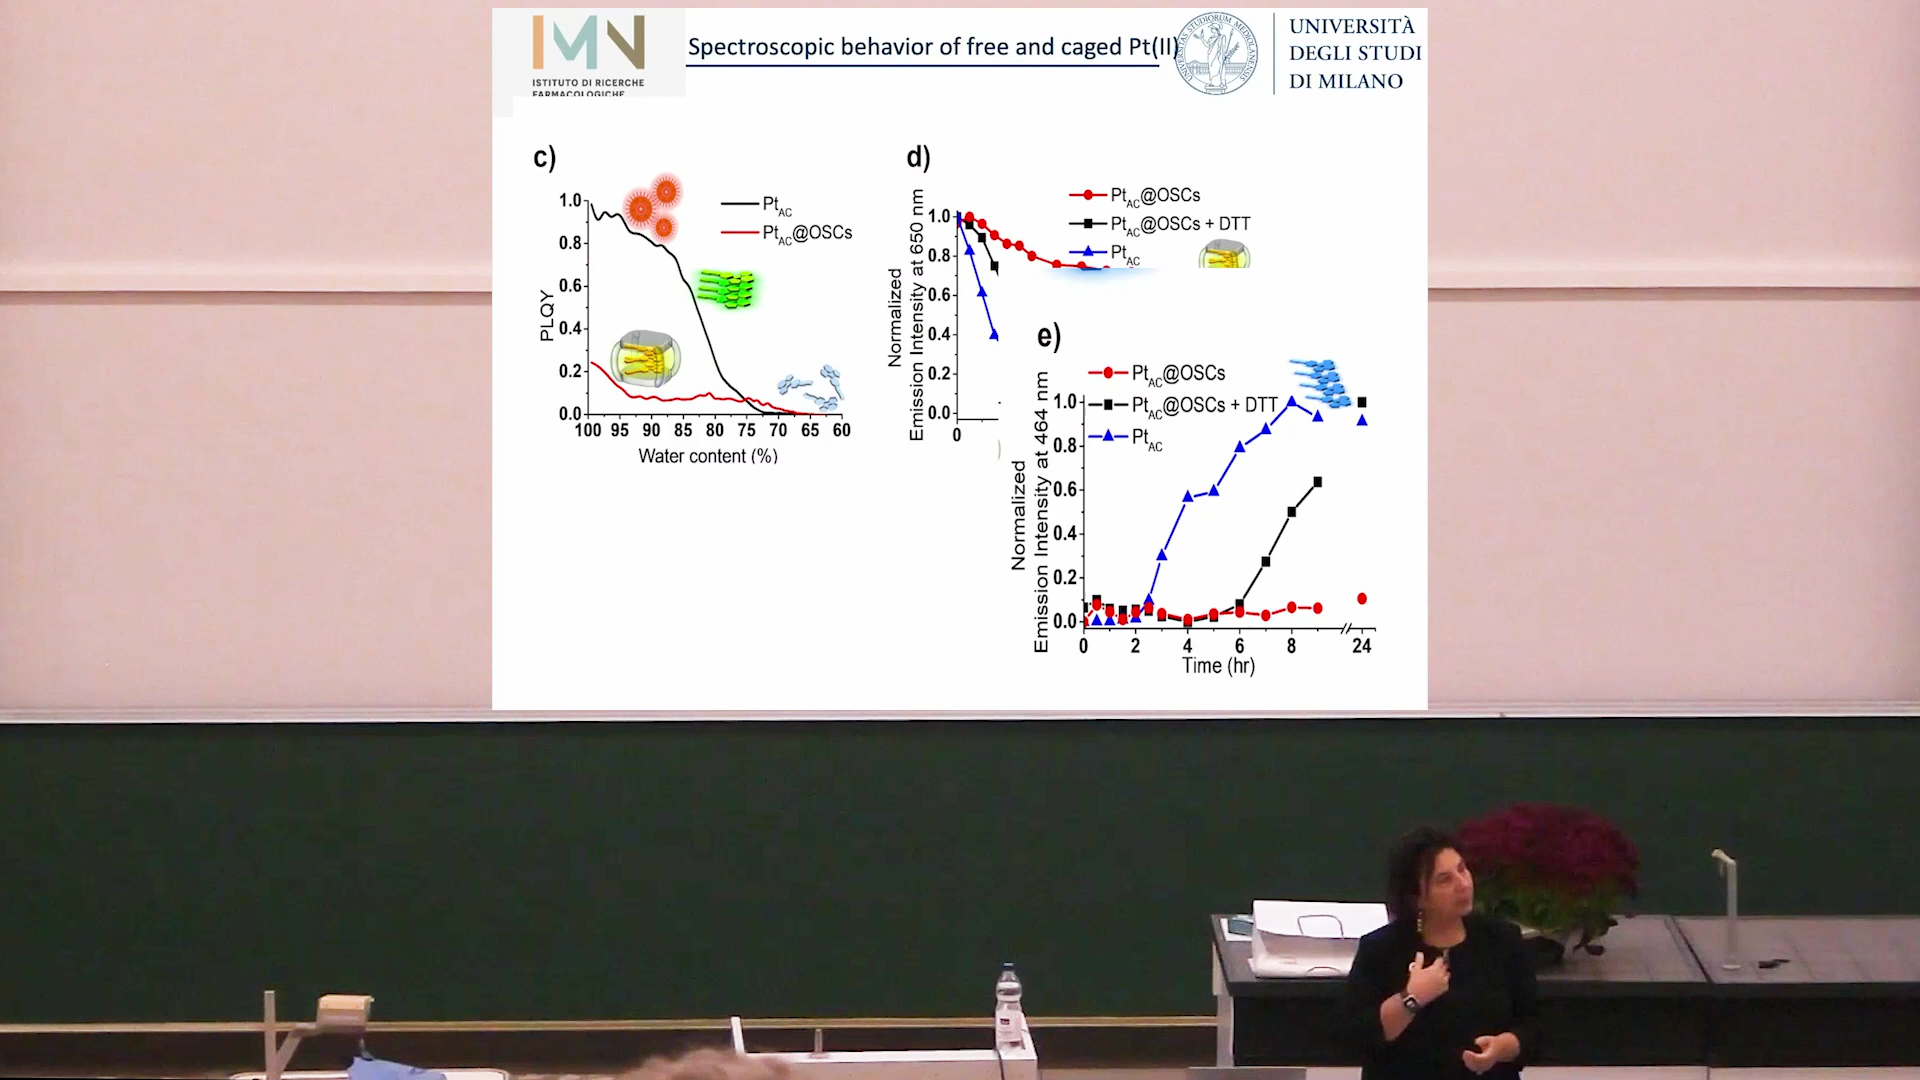 IMN
ISTITUTO DI RICERCHE
FARMACOLOGICHE
Spectroscopic behavior of free and caged Pt(II)
UNIVERSITÀ
DEGLI STUDI
DI MILANO
c)
PLQY
1.0
0.8
0.6
0.4
0.2
0.0
100 95 90 85 80 75 70 65 60
Water content (%)
PtAC
PtAC@OSCs
d)
Normalized
Emission Intensity at 650 nm
1.0
0.8
0.6
0.4
0.2
0.0
0
PtAC@OSCs
PtAC@OSCs + DTT
PtAC
e)
Normalized
Emission Intensity at 464 nm
1.0
0.8
0.6
0.4
0.2
0.0
0 2 4 6 8 24
Time (hr)
PtAC@OSCs
PtAC@OSCs + DTT
PtAC